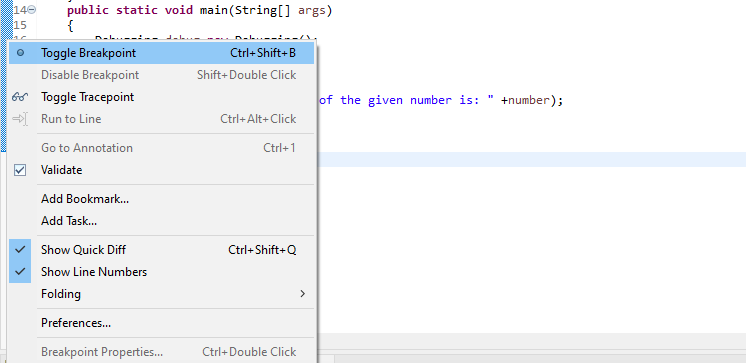 14 public static void main(String[] args)
15 {
Debugging debug=new Debugging();
Toggle Breakpoint Ctrl+Shift+B
Disable Breakpoint Shift+Double Click
Toggle Tracepoint
of the given number is: " +number);
Run to Line Ctrl+Alt+Click
Go to Annotation Ctrl+1
Validate
Add Bookmark...
Add Task...
Show Quick Diff Ctrl+Shift+Q
Show Line Numbers
Folding
Preferences...
Breakpoint Properties... Ctrl+Double Click